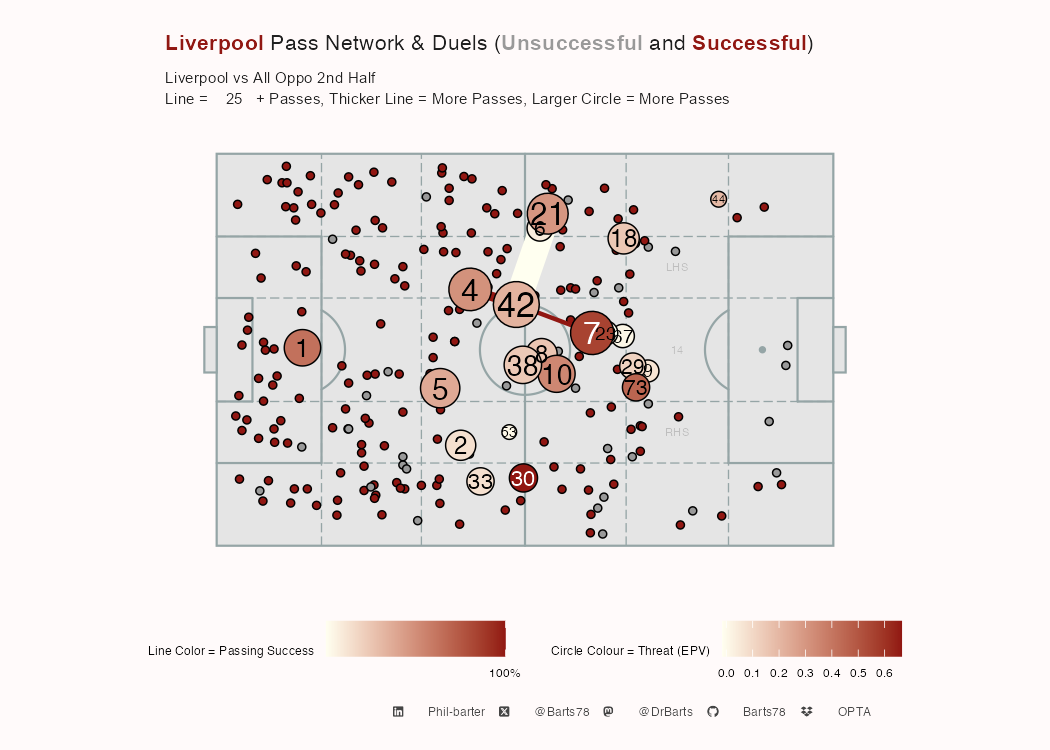 Liverpool Pass Network & Duels (Unsuccessful and Successful)
Liverpool vs All Oppo 2nd Half
Line = 25 + Passes, Thicker Line = More Passes, Larger Circle = More Passes
44
21
6
18
LHS
4
42
7
23
67
1
8
38
10
14
29
9
5
73
53
RHS
2
33
30
Line Color = Passing Success
100%
Circle Colour = Threat (EPV)
0.0 0.1 0.2 0.3 0.4 0.5 0.6
Phil-barter @Barts78 @DrBarts Barts78 OPTA